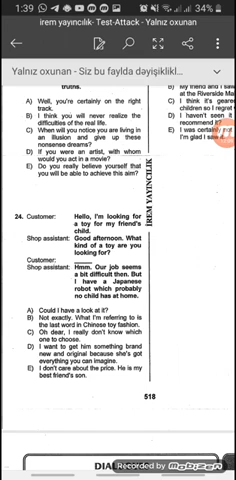 1:39
34%
irem yayıncılık· Test-Attack - Yalnız oxunan
Yalnız oxunan - Siz bu faylda dəyişiklikl...
truths.
A) Well, you're certainly on the right
track.
B) I think you will never realize the
difficulties of the real life.
C) When will you notice you are living in
an illusion and give up these
nonsense dreams?
D) If you were an artist, with whom
would you act in a movie?
E) Do you really believe yourself that
you will be able to achieve this aim?
24. Customer: Hello, I'm looking for
a toy for my friend's
child.
Shop assistant: Good afternoon. What
kind of a toy are you
looking for?
Customer: ______
Shop assistant: Hmm. Our job seems
a bit difficult then. But
I have a Japanese
robot which probably
no child has at home.
A) Could I have a look at it?
B) Not exactly. What I'm referring to is
the last word in Chinese toy fashion.
C) Oh dear, I really don't know which
one to choose.
D) I want to get him something brand
new and original because she's got
everything you can imagine.
E) I don't care about the price. He is my
best friend's son.
İREM YAYINCILIK
B) My friend and I saw
at the Riverside Ma
C) I think it's geare
children so I regret
D) I haven't seen it
recommend it
E) I was certainly not
I'm glad I saw it
518
DIAL
Recorded by
Mobizen